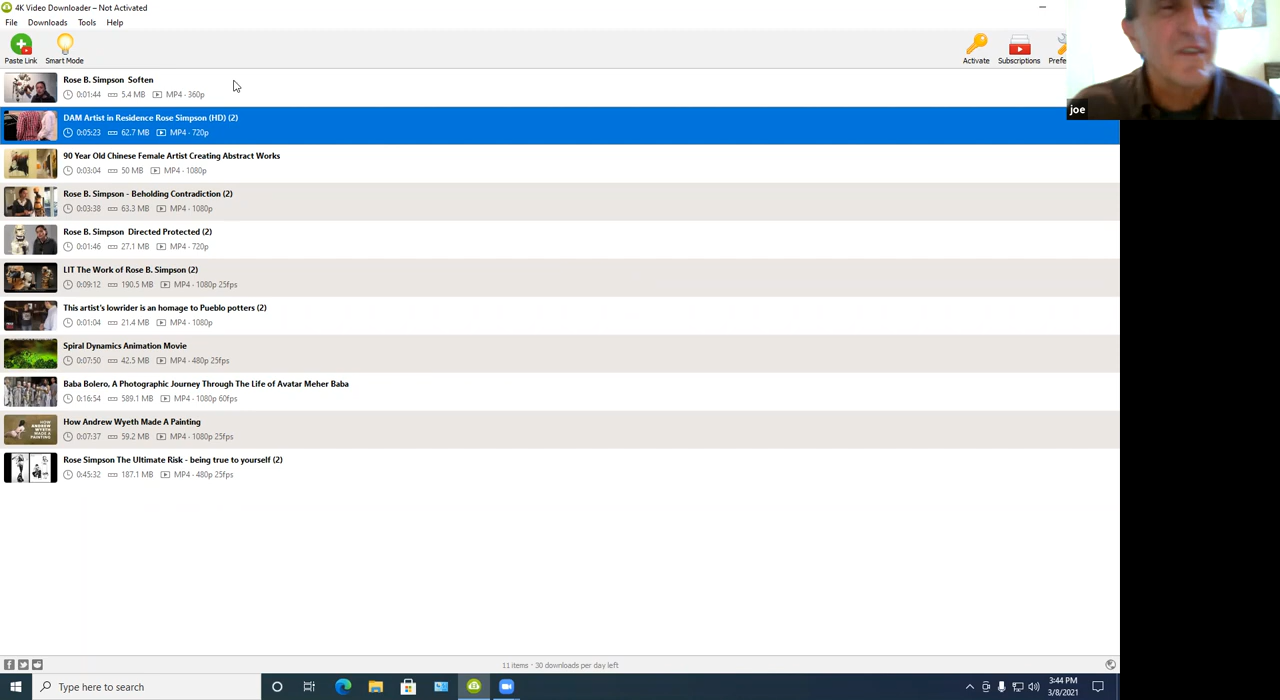 4K Video Downloader – Not Activated
File Downloads Tools Help
Paste Link Smart Mode Activate Subscriptions Prefe
joe
Rose B. Simpson  Soften
0:01:44 5.4 MB MP4 - 360p
DAM Artist in Residence Rose Simpson (HD) (2)
0:05:23 62.7 MB MP4 - 720p
90 Year Old Chinese Female Artist Creating Abstract Works
0:03:04 50 MB MP4 - 1080p
Rose B. Simpson - Beholding Contradiction (2)
0:03:38 63.3 MB MP4 - 1080p
Rose B. Simpson  Directed Protected (2)
0:01:46 27.1 MB MP4 - 720p
LIT The Work of Rose B. Simpson (2)
0:09:12 190.5 MB MP4 - 1080p 25fps
This artist's lowrider is an homage to Pueblo potters (2)
0:01:04 21.4 MB MP4 - 1080p
Spiral Dynamics Animation Movie
0:07:50 42.5 MB MP4 - 480p 25fps
Baba Bolero, A Photographic Journey Through The Life of Avatar Meher Baba
0:16:54 589.1 MB MP4 - 1080p 60fps
HOW ANDREW WYETH MADE A PAINTING
How Andrew Wyeth Made A Painting
0:07:37 59.2 MB MP4 - 1080p 25fps
Rose Simpson The Ultimate Risk - being true to yourself (2)
0:45:32 187.1 MB MP4 - 480p 25fps
11 items - 30 downloads per day left
Type here to search
3:44 PM
3/8/2021